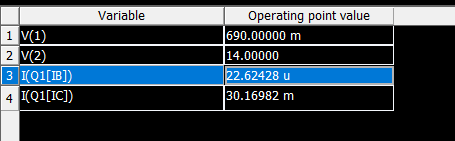 Variable Operating point value
1 V(1) 690.00000 m
2 V(2) 14.00000
3 I(Q1[IB]) 22.62428 u
4 I(Q1[IC]) 30.16982 m